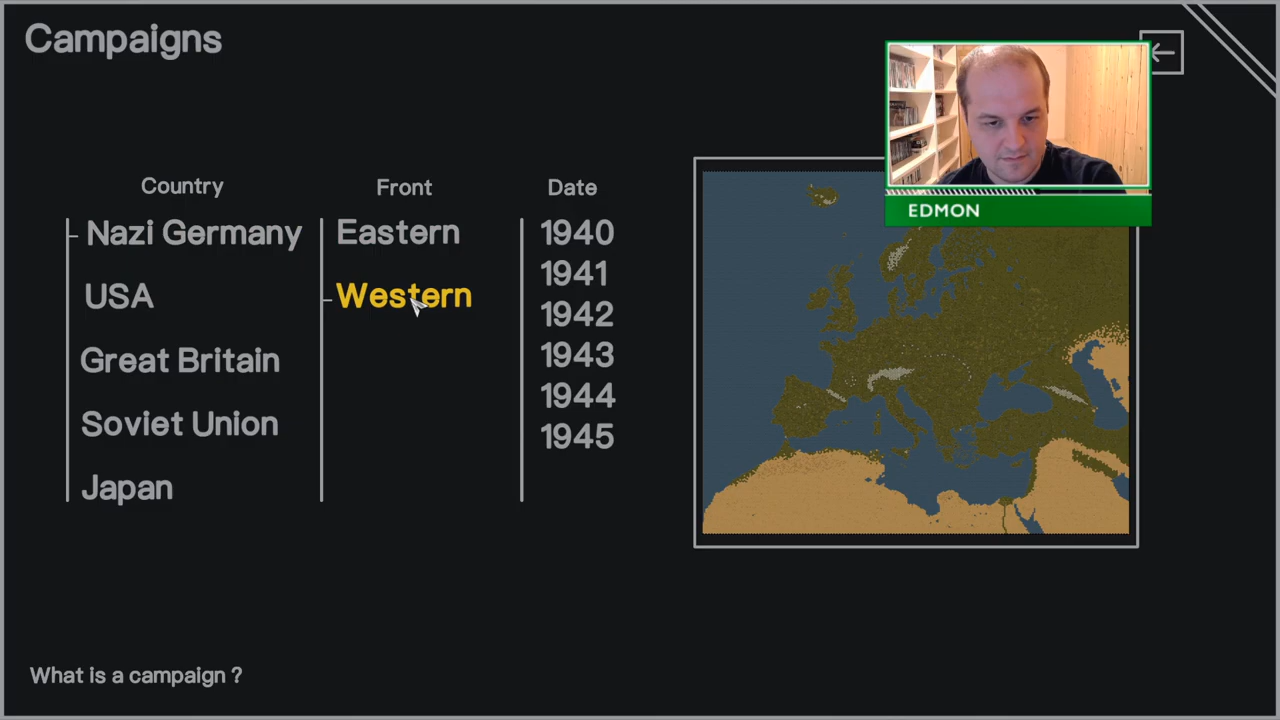 Campaigns
EDMON
Country
Front
Date
Nazi Germany
Eastern
1940
USA
Western
1941
Great Britain
1942
Soviet Union
1943
Japan
1944
1945
What is a campaign ?